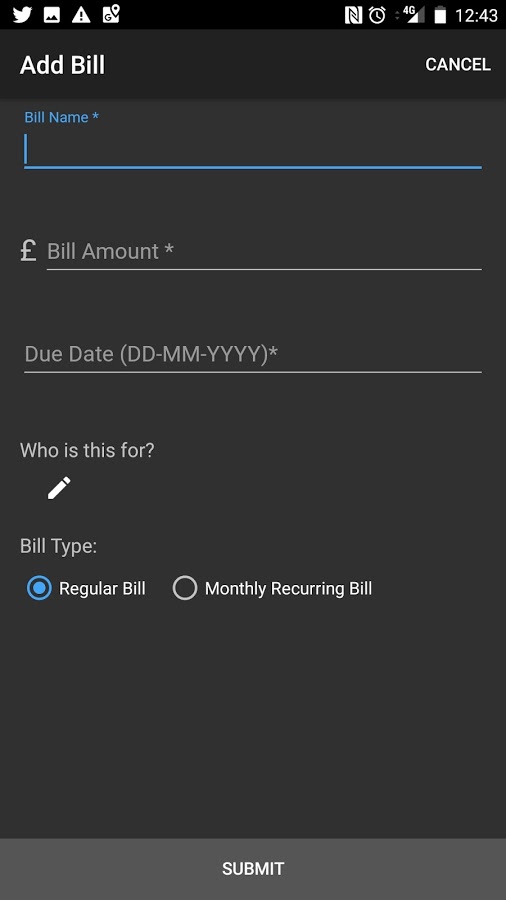 4G 12:43
Add Bill CANCEL
Bill Name *
£ Bill Amount *
Due Date (DD-MM-YYYY)*
Who is this for?
Bill Type:
Regular Bill Monthly Recurring Bill
SUBMIT